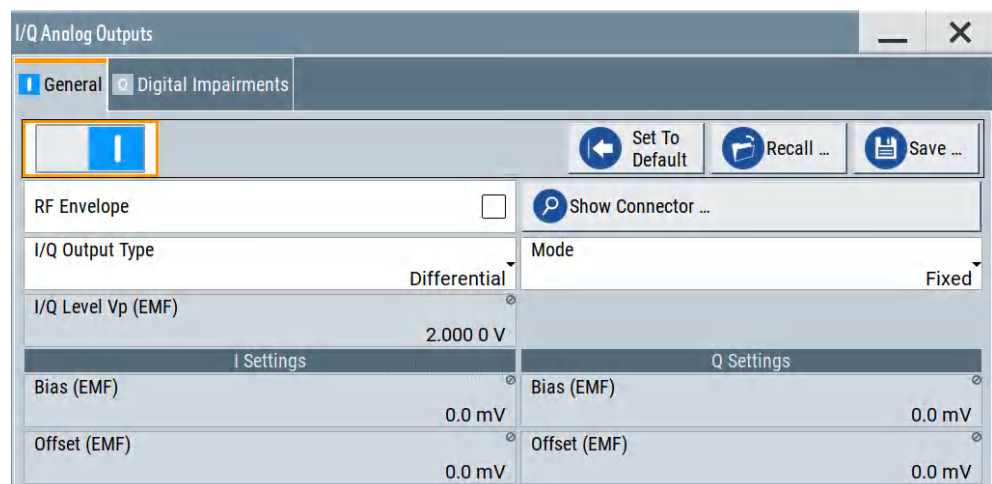 I/Q Analog Outputs
General
Digital Impairments
Set To
Default
Recall ...
Save ...
RF Envelope
Show Connector ...
I/Q Output Type
Differential
Mode
Fixed
I/Q Level Vp (EMF)
2.000 0 V
I Settings
Q Settings
Bias (EMF)
0.0 mV
Bias (EMF)
0.0 mV
Offset (EMF)
0.0 mV
Offset (EMF)
0.0 mV